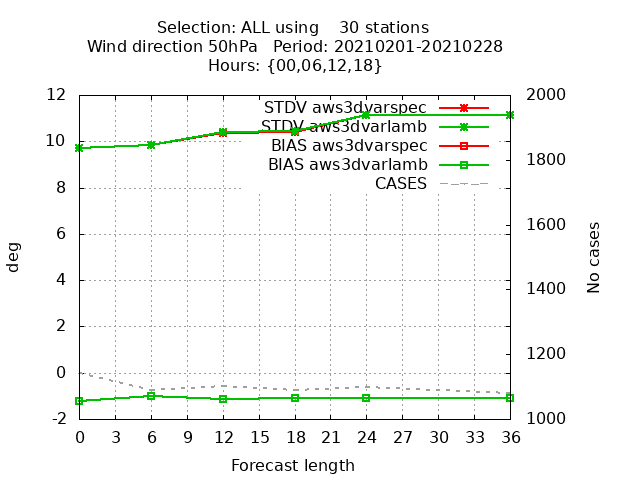 Selection: ALL using    30 stations
Wind direction 50hPa   Period: 20210201-20210228
Hours: {00,06,12,18}
12
10
8
6
4
2
0
-2
deg
2000
1800
1600
1400
1200
1000
No cases
STDV aws3dvarspec
STDV aws3dvarlamb
BIAS aws3dvarspec
BIAS aws3dvarlamb
CASES
0 3 6 9 12 15 18 21 24 27 30 33 36
Forecast length